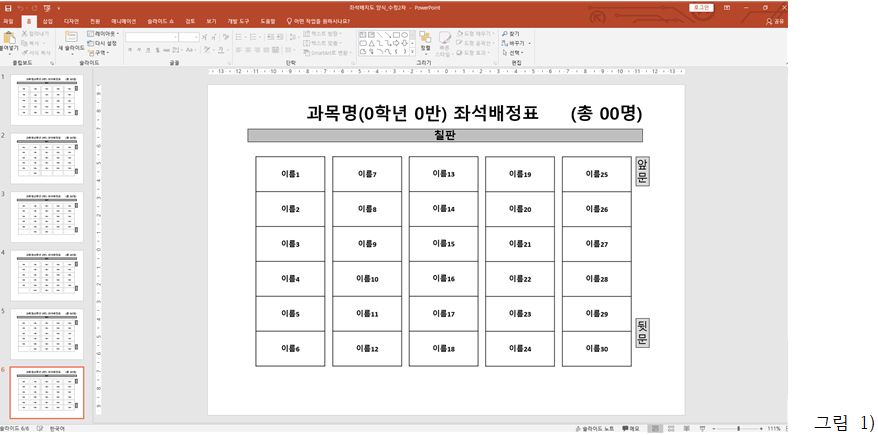 좌석배치도 양식_수정2차 - PowerPoint
로그인
파일 홈 삽입 디자인 전환 애니메이션 슬라이드 쇼 검토 보기 개발 도구 도움말 어떤 작업을 원하시나요?
공유
붙여넣기
잘라내기
복사
서식 복사
클립보드
새 슬라이드
레이아웃
다시 설정
구역
슬라이드
글꼴
텍스트 방향
텍스트 맞춤
SmartArt로 변환
단락
정렬
빠른 스타일
도형 채우기
도형 윤곽선
도형 효과
그리기
찾기
바꾸기
선택
편집
1
2
3
4
5
6
과목명(0학년 0반) 좌석배정표 (총 00명)
칠판
이름1 이름7 이름13 이름19 이름25
앞문
이름2 이름8 이름14 이름20 이름26
이름3 이름9 이름15 이름21 이름27
이름4 이름10 이름16 이름22 이름28
이름5 이름11 이름17 이름23 이름29
뒷문
이름6 이름12 이름18 이름24 이름30
슬라이드 6/6 한국어
슬라이드 노트 메모
111%
그림 1)